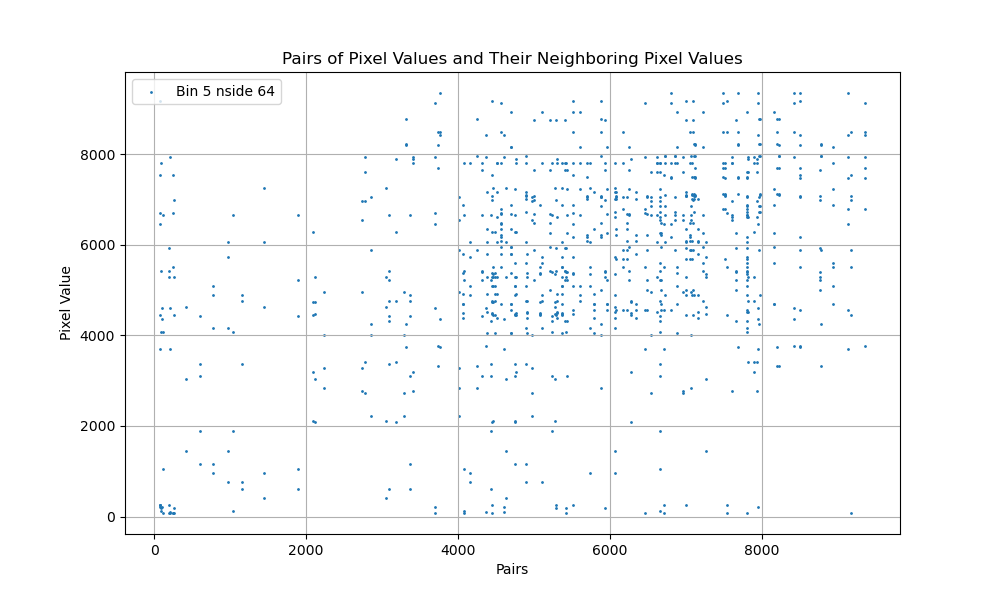 Pairs of Pixel Values and Their Neighboring Pixel Values
Bin 5 nside 64
8000
6000
4000
2000
0
Pixel Value
0 2000 4000 6000 8000
Pairs